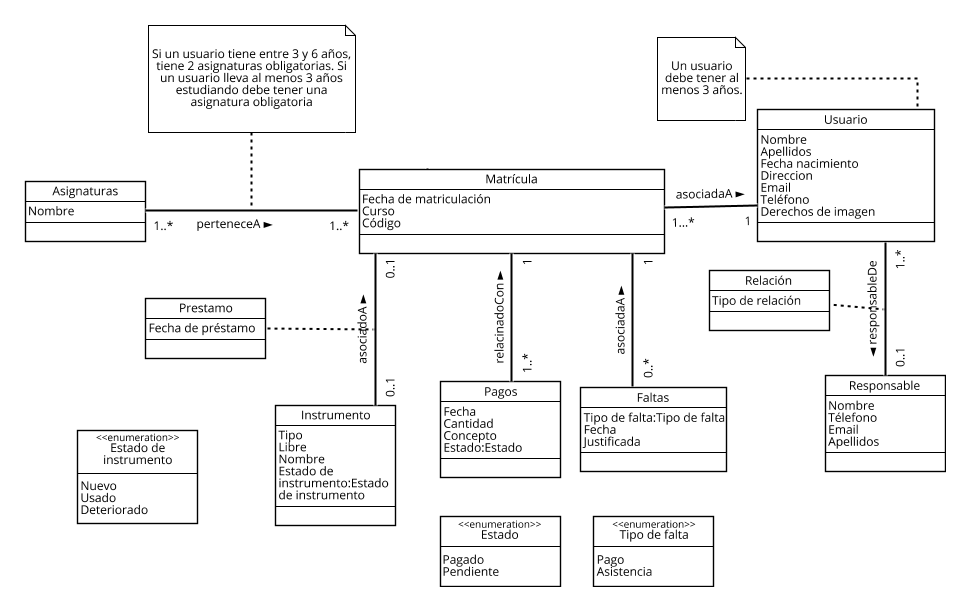 Si un usuario tiene entre 3 y 6 años,
tiene 2 asignaturas obligatorias. Si
un usuario lleva al menos 3 años
estudiando debe tener una
asignatura obligatoria
Un usuario
debe tener al
menos 3 años.
Usuario
Nombre
Apellidos
Fecha nacimiento
Direccion
Email
Teléfono
Derechos de imagen
Asignaturas
Nombre
1..*
perteneceA ►
1..*
Matrícula
Fecha de matriculación
Curso
Código
asociadaA ►
1...*
1
0..1
asociadoA ►
0..1
1
relacinadoCon ►
1..*
1
asociadaA ►
0..*
1..*
◄ responsableDe
0..1
Prestamo
Fecha de préstamo
Relación
Tipo de relación
Instrumento
Tipo
Libre
Nombre
Estado de
instrumento:Estado
de instrumento
Pagos
Fecha
Cantidad
Concepto
Estado:Estado
Faltas
Tipo de falta:Tipo de falta
Fecha
Justificada
Responsable
Nombre
Télefono
Email
Apellidos
<<enumeration>>
Estado de
instrumento
Nuevo
Usado
Deteriorado
<<enumeration>>
Estado
Pagado
Pendiente
<<enumeration>>
Tipo de falta
Pago
Asistencia